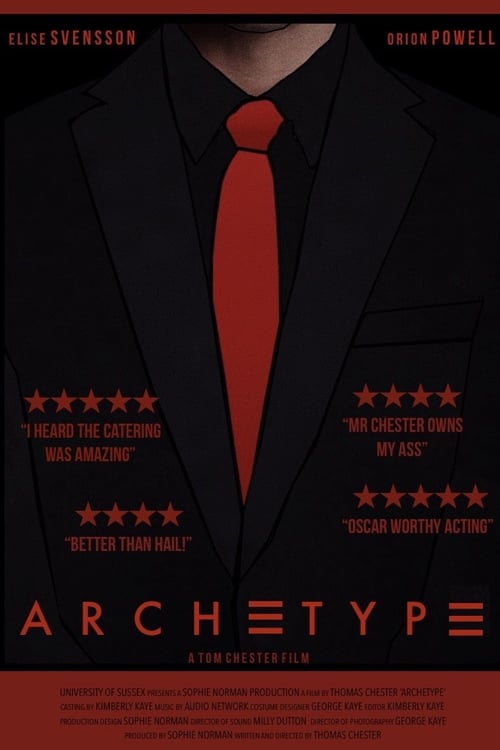 ELISE SVENSSON
ORION POWELL
"I HEARD THE CATERING
WAS AMAZING"
"MR CHESTER OWNS
MY ASS"
"BETTER THAN HAIL!"
"OSCAR WORTHY ACTING"
ARCHETYPE
A TOM CHESTER FILM
UNIVERSITY OF SUSSEX PRESENTS A SOPHIE NORMAN PRODUCTION A FILM BY THOMAS CHESTER 'ARCHETYPE'
CASTING BY KIMBERLY KAYE MUSIC BY AUDIO NETWORK COSTUME DESIGNER GEORGE KAYE EDITOR KIMBERLY KAYE
PRODUCTION DESIGN SOPHIE NORMAN DIRECTOR OF SOUND MILLY DUTTON DIRECTOR OF PHOTOGRAPHY GEORGE KAYE
PRODUCED BY SOPHIE NORMAN WRITTEN AND DIRECTED BY THOMAS CHESTER